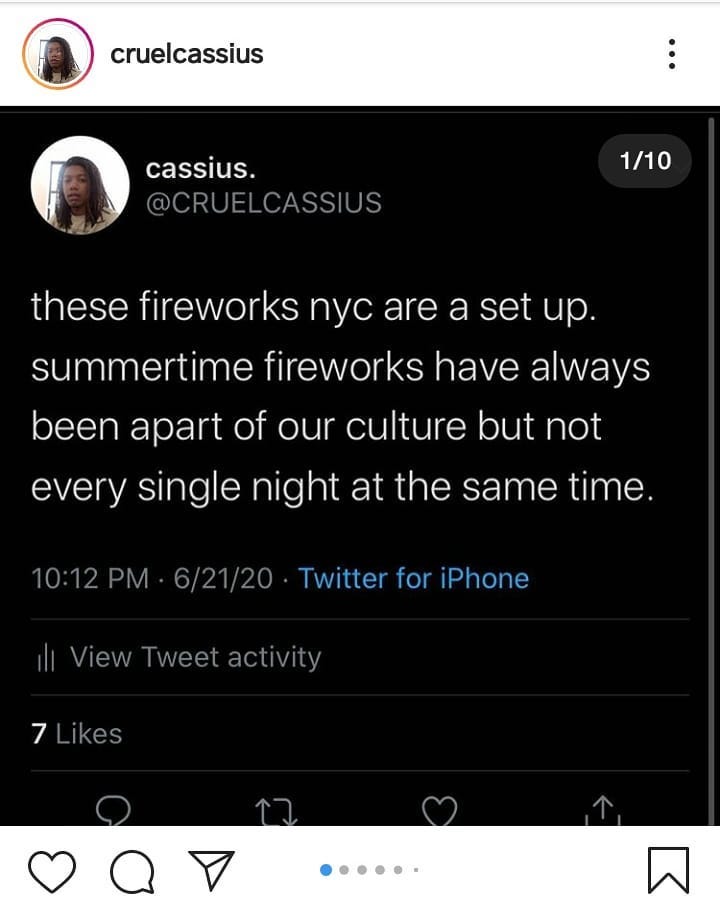 cruelcassius
cassius.
1/10
@CRUELCASSIUS
these fireworks nyc are a set up.
summertime fireworks have always
been apart of our culture but not
every single night at the same time.
10:12 PM · 6/21/20 · Twitter for iPhone
View Tweet activity
7 Likes